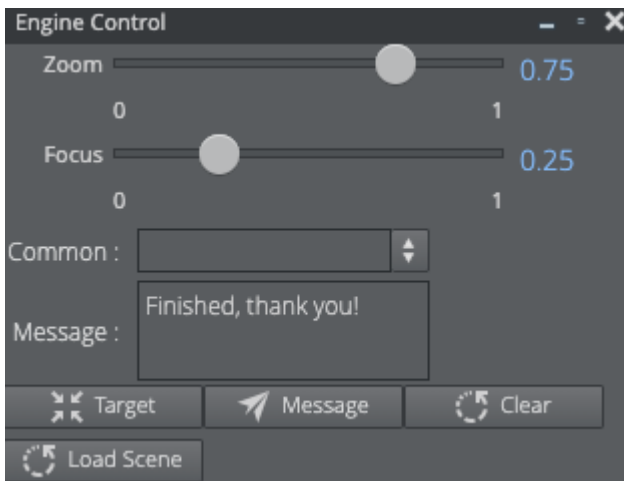 Engine Control
Zoom 0.75
0 1
Focus 0.25
0 1
Common :
Finished, thank you!
Message :
Target Message Clear
Load Scene